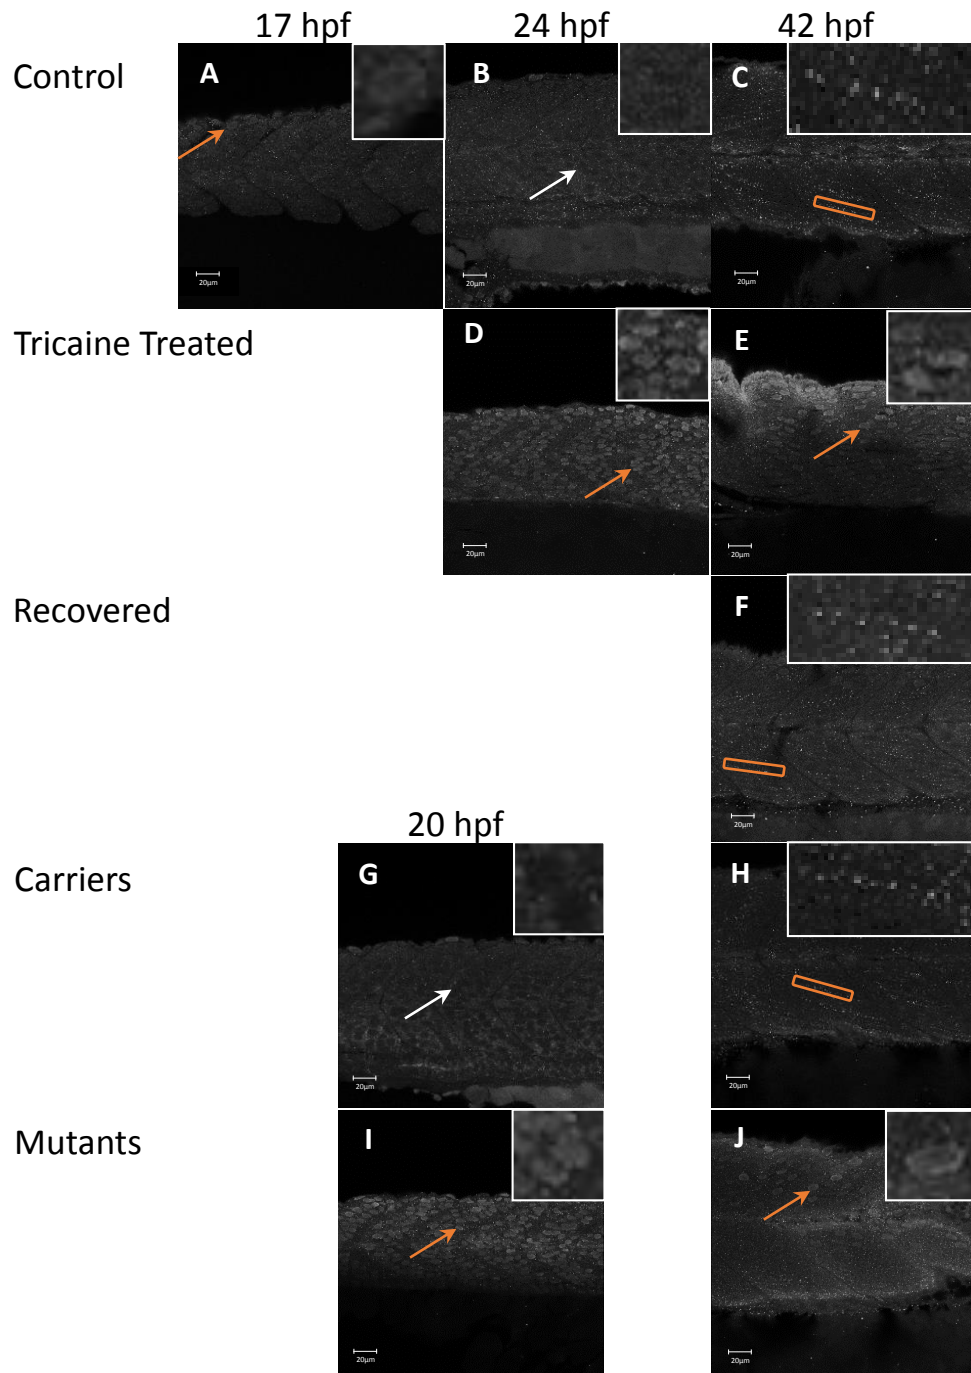 17 hpf 24 hpf 42 hpf
Control
A B C
20µm 20µm 20µm
Tricaine Treated
D E
20µm 20µm
Recovered
F
20µm
20 hpf
Carriers
G H
20µm 20µm
Mutants
I J
20µm 20µm